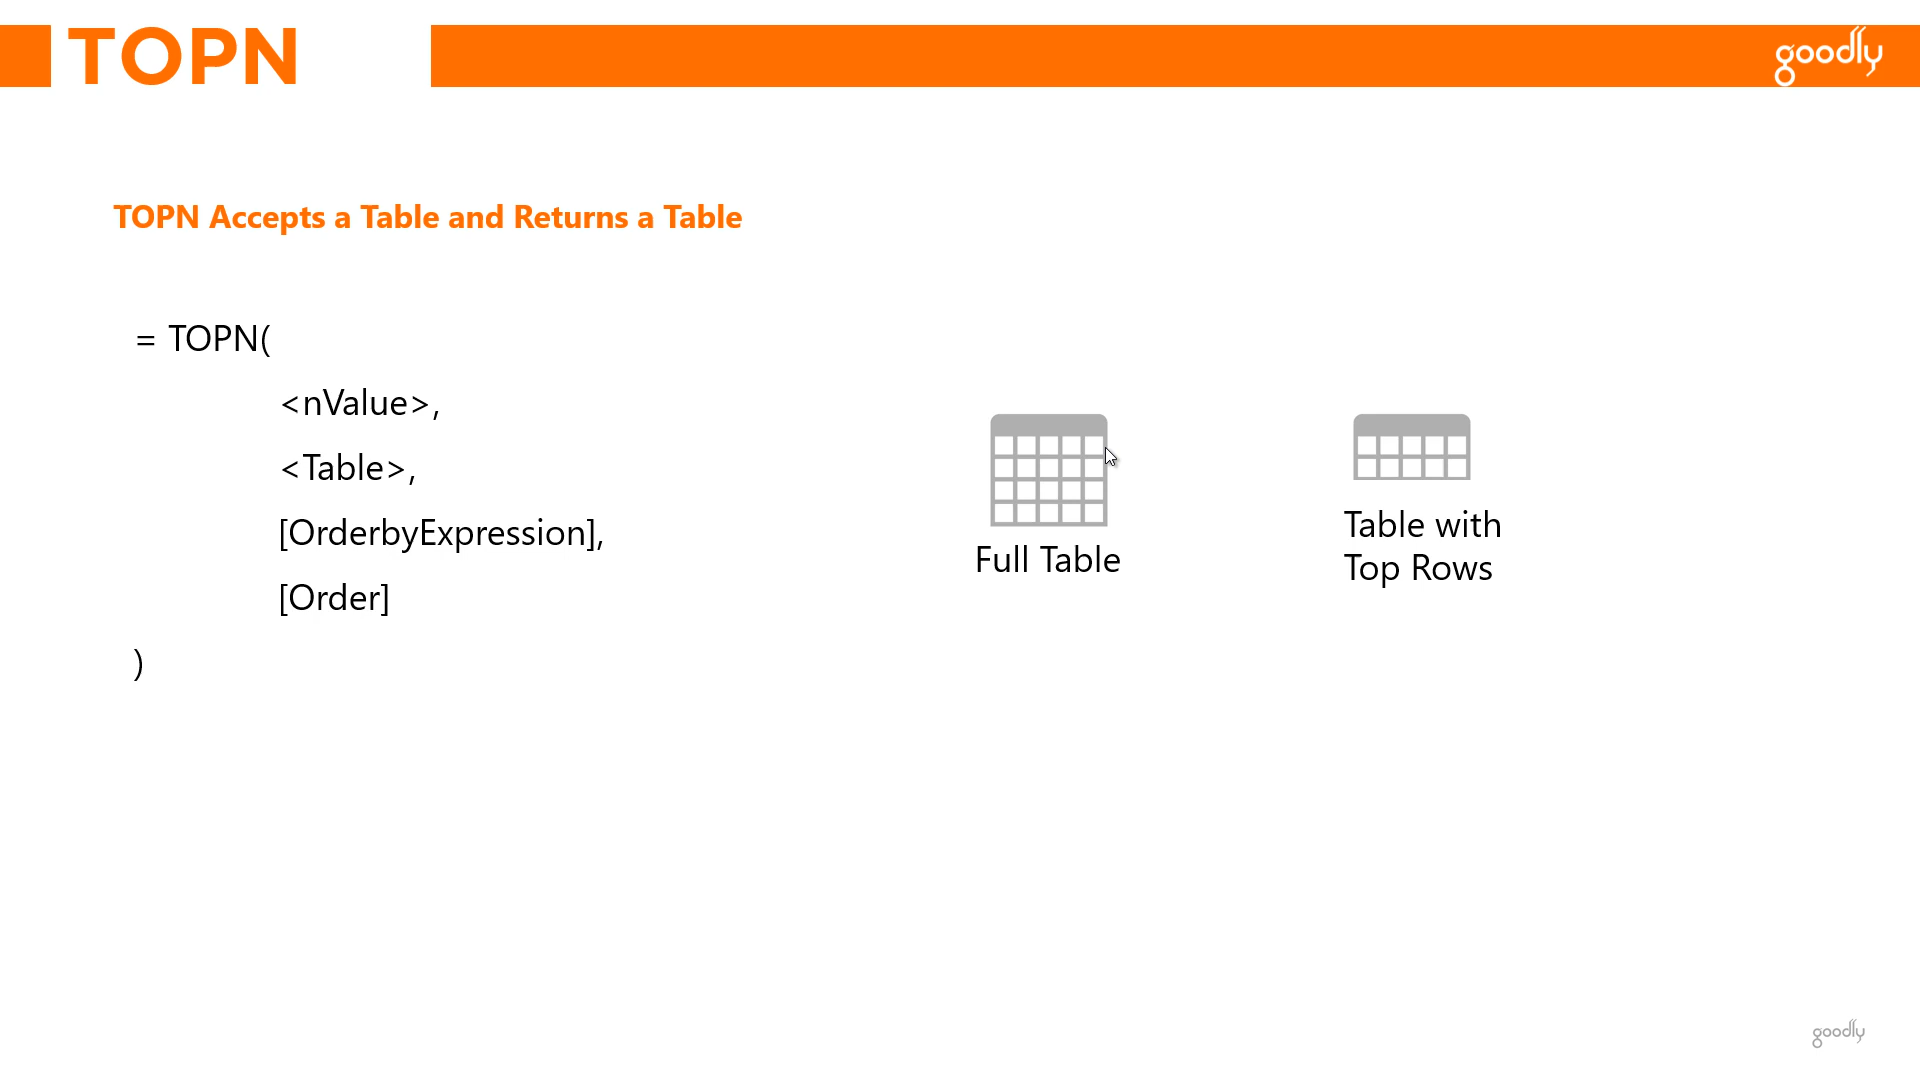 TOPN
goodly
TOPN Accepts a Table and Returns a Table
= TOPN(
<nValue>,
<Table>,
[OrderbyExpression],
[Order]
)
Full Table
Table with
Top Rows
goodly